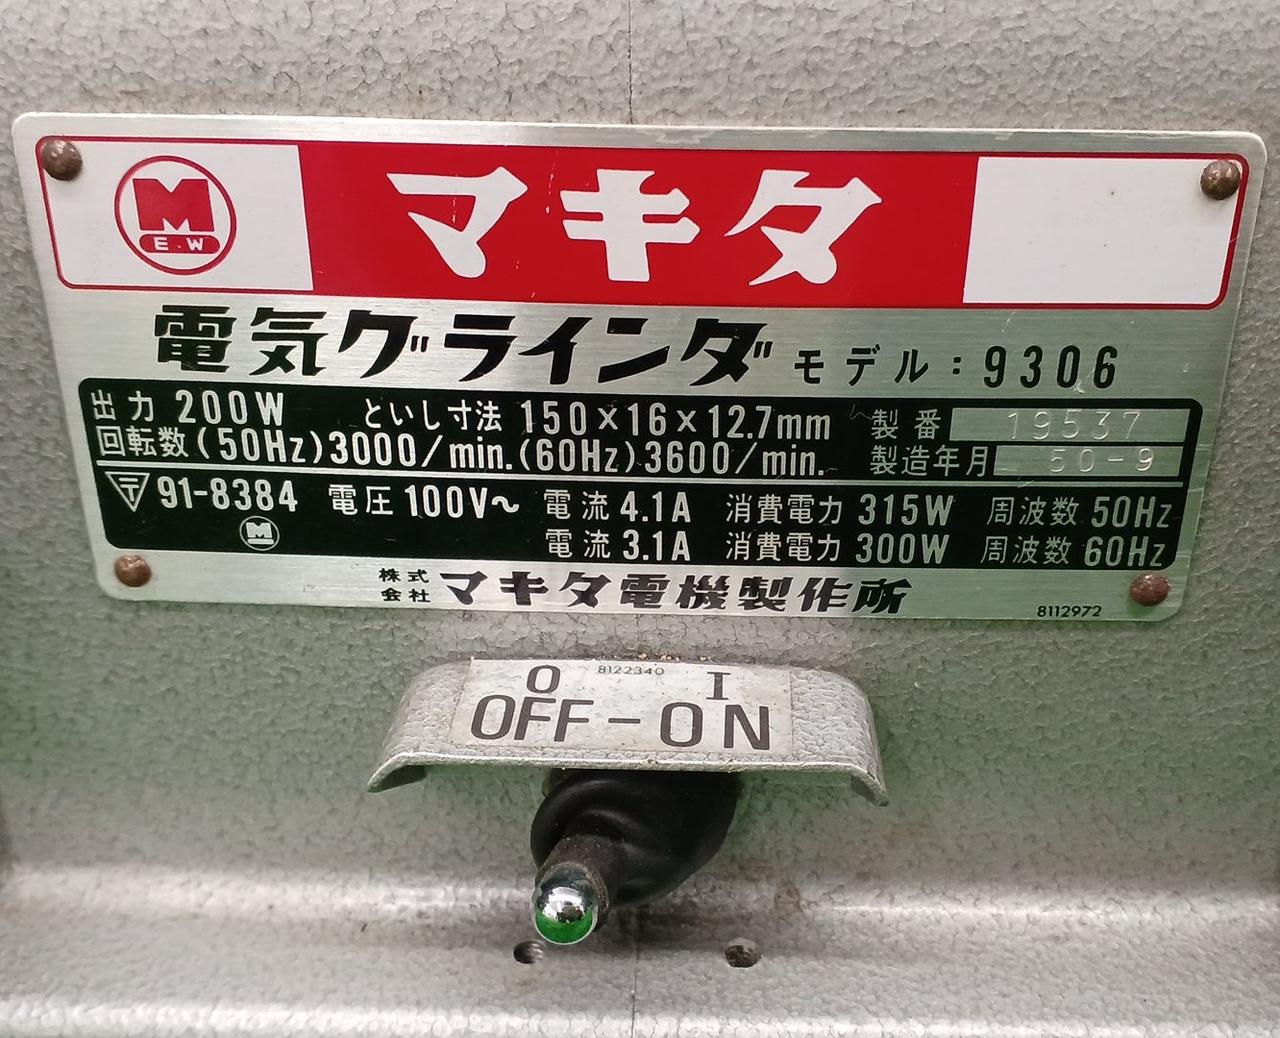 M
E.W
マキタ
電気グラインダ モデル:9306
出力 200W といし寸法 150×16×12.7mm 製番 19537
回転数(50Hz)3000/min.(60Hz)3600/min. 製造年月 50-9
〒 91-8384 電圧 100V~ 電流 4.1A 消費電力 315W 周波数 50Hz
M 電流 3.1A 消費電力 300W 周波数 60Hz
株式会社 マキタ電機製作所
8112972
O 8122340 I
OFF-ON